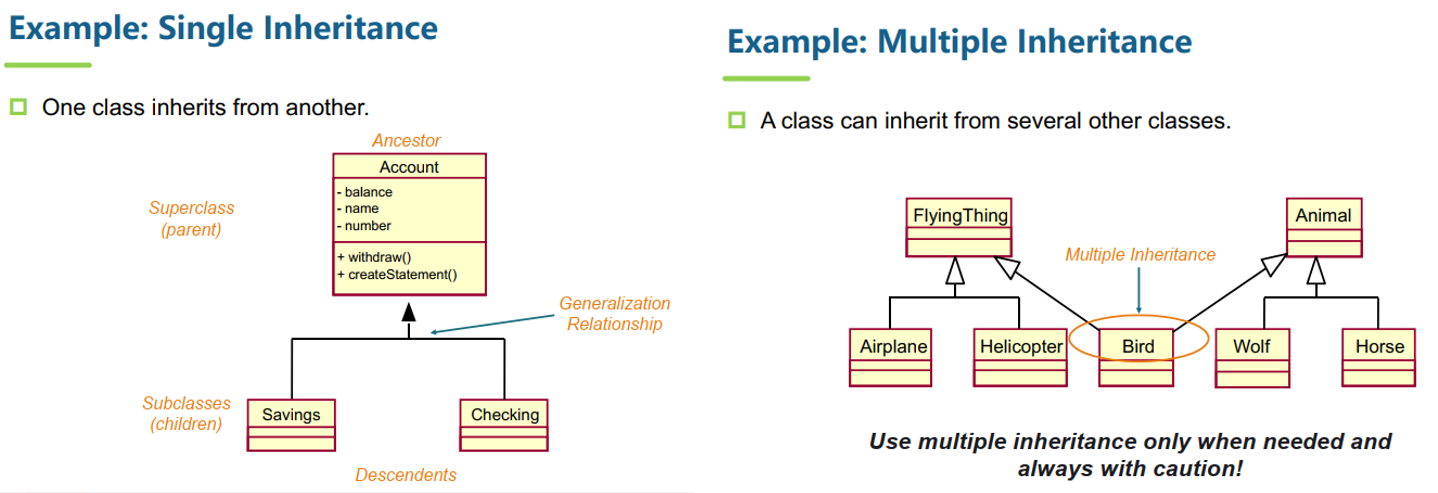 Example: Single Inheritance
One class inherits from another.
Ancestor
Account
- balance
- name
- number
+ withdraw()
+ createStatement()
Superclass
(parent)
Generalization
Relationship
Subclasses
(children)
Savings
Checking
Descendents
Example: Multiple Inheritance
A class can inherit from several other classes.
FlyingThing
Animal
Multiple Inheritance
Airplane
Helicopter
Bird
Wolf
Horse
Use multiple inheritance only when needed and
always with caution!